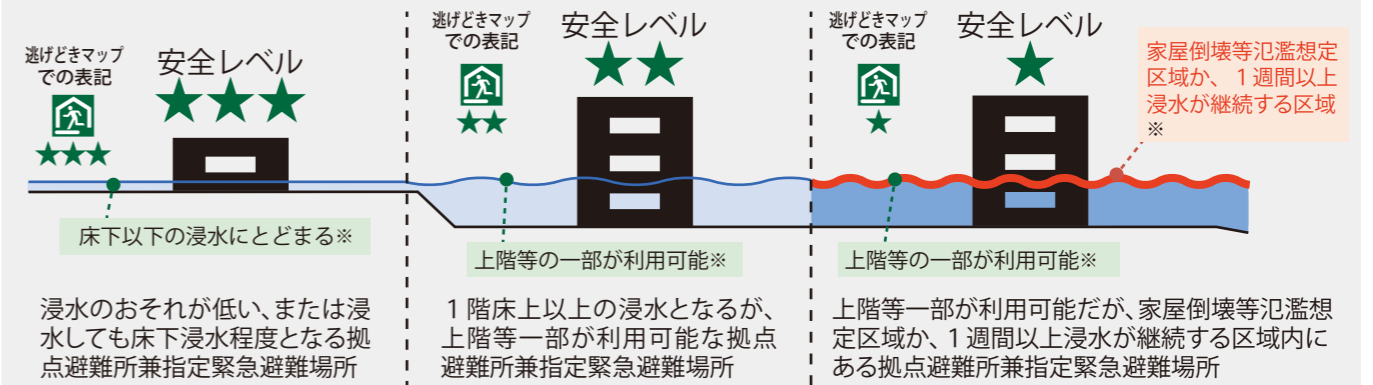 逃げどきマップ
での表記
安全レベル
★★★
★★★
床下以下の浸水にとどまる※
浸水のおそれが低い、または浸
水しても床下浸水程度となる拠
点避難所兼指定緊急避難場所
逃げどきマップ
での表記
安全レベル
★★
★★
上階等の一部が利用可能※
1階床上以上の浸水となるが、
上階等一部が利用可能な拠点
避難所兼指定緊急避難場所
逃げどきマップ
での表記
安全レベル
★
★
家屋倒壊等氾濫想定
区域か、1週間以上
浸水が継続する区域
※
上階等の一部が利用可能※
上階等一部が利用可能だが、家屋倒壊等氾濫想
定区域か、1週間以上浸水が継続する区域内に
ある拠点避難所兼指定緊急避難場所